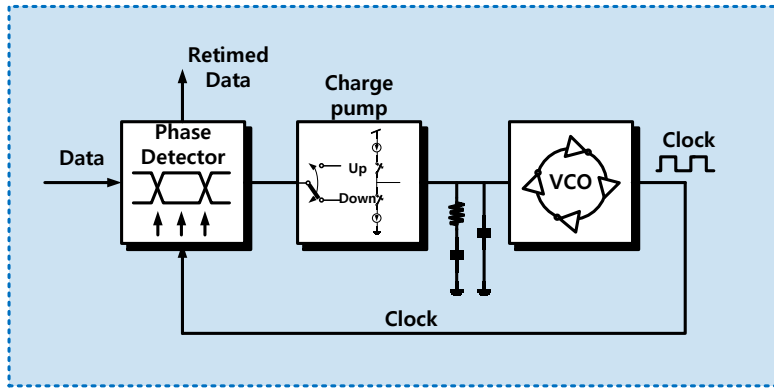 Retimed
Data
Charge
pump
Phase
Detector
Data
Up
Down
VCO
Clock
Clock